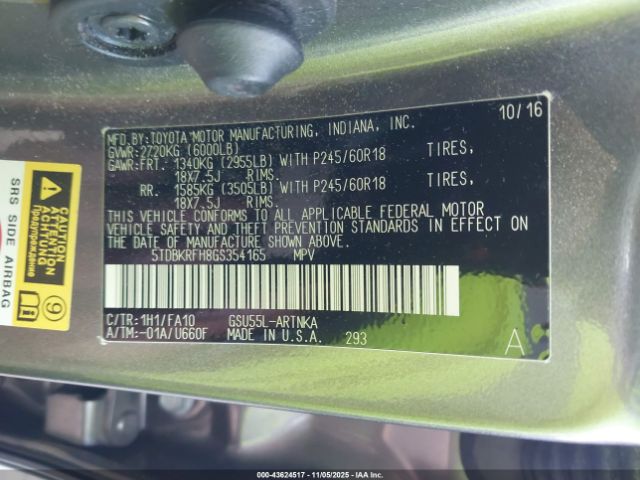 MFD.BY:TOYOTA MOTOR MANUFACTURING, INDIANA, INC. 10/16
GVWR:2720KG (6000LB)
GAWR:FRT. 1340KG (2955LB) WITH P245/60R18 TIRES,
18X7.5J RIMS.
RR. 1585KG (3505LB) WITH P245/60R18 TIRES,
18X7.5J RIMS.
THIS VEHICLE CONFORMS TO ALL APPLICABLE FEDERAL MOTOR
VEHICLE SAFETY AND THEFT PREVENTION STANDARDS IN EFFECT ON
THE DATE OF MANUFACTURE SHOWN ABOVE.
5TDBKRFH8GS354165 MPV
C/TR:1H1/FA10 GSU55L-ARTNKA
A/TM:-01A/U660F MADE IN U.S.A. 293 A
SRS SIDE AIRBAG
9
000-43624517 - 11/05/2025 - IAAI.COM